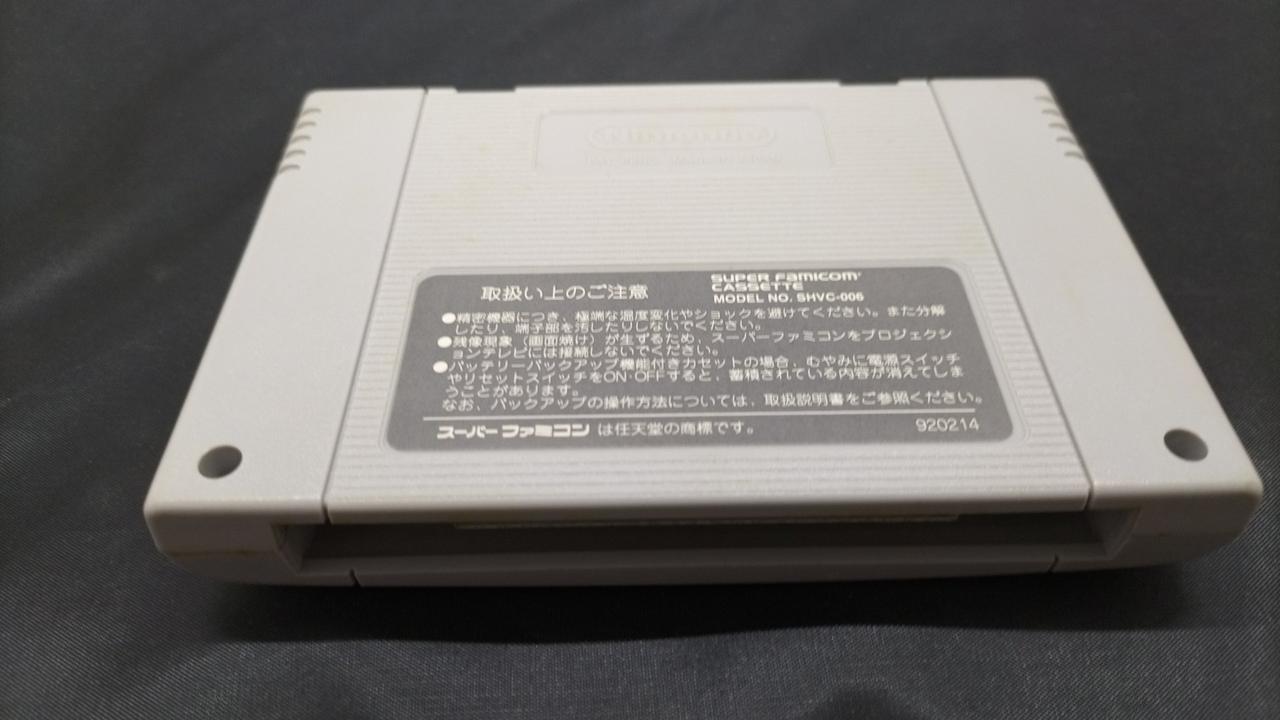 Nintendo
取扱い上のご注意
SUPER FAMICOM
CASSETTE
MODEL NO. SHVC-006
●精密機器につき、極端な温度変化やショックを避けてください。また分解
したり、端子部を汚したりしないでください。
●残像現象(画面焼け)が生ずるため、スーパーファミコンをプロジェクシ
ョンテレビには接続しないでください。
●バッテリーバックアップ機能付きカセットの場合、むやみに電源スイッチ
やリセットスイッチをON・OFFすると、蓄積されている内容が消えてしま
うことがあります。
なお、バックアップの操作方法については、取扱説明書をご参照ください。
スーパーファミコンは任天堂の商標です。
920214